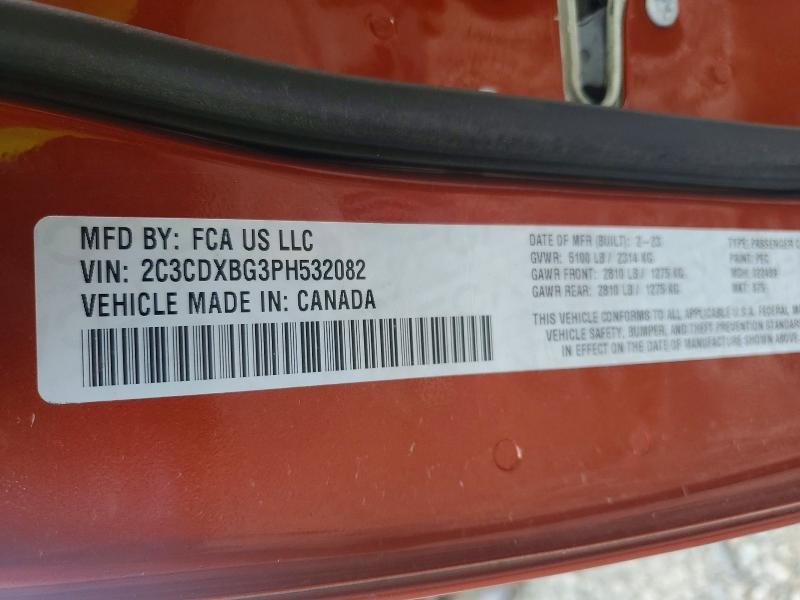 MFD BY: FCA US LLC
VIN: 2C3CDXBG3PH532082
VEHICLE MADE IN: CANADA
DATE OF MFR (BUILT): 2-23
GVWR: 5100 LB / 2314 KG
GAWR FRONT: 2810 LB / 1275 KG
GAWR REAR: 2810 LB / 1275 KG
THIS VEHICLE CONFORMS TO ALL APPLICABLE U.S.A. FEDERAL
VEHICLE SAFETY, BUMPER, AND THEFT PREVENTION
IN EFFECT ON THE DATE OF MANUFACTURE SHOWN ABOVE.
TYPE: PASSENGER
PAINT:
MDH:
MKT: